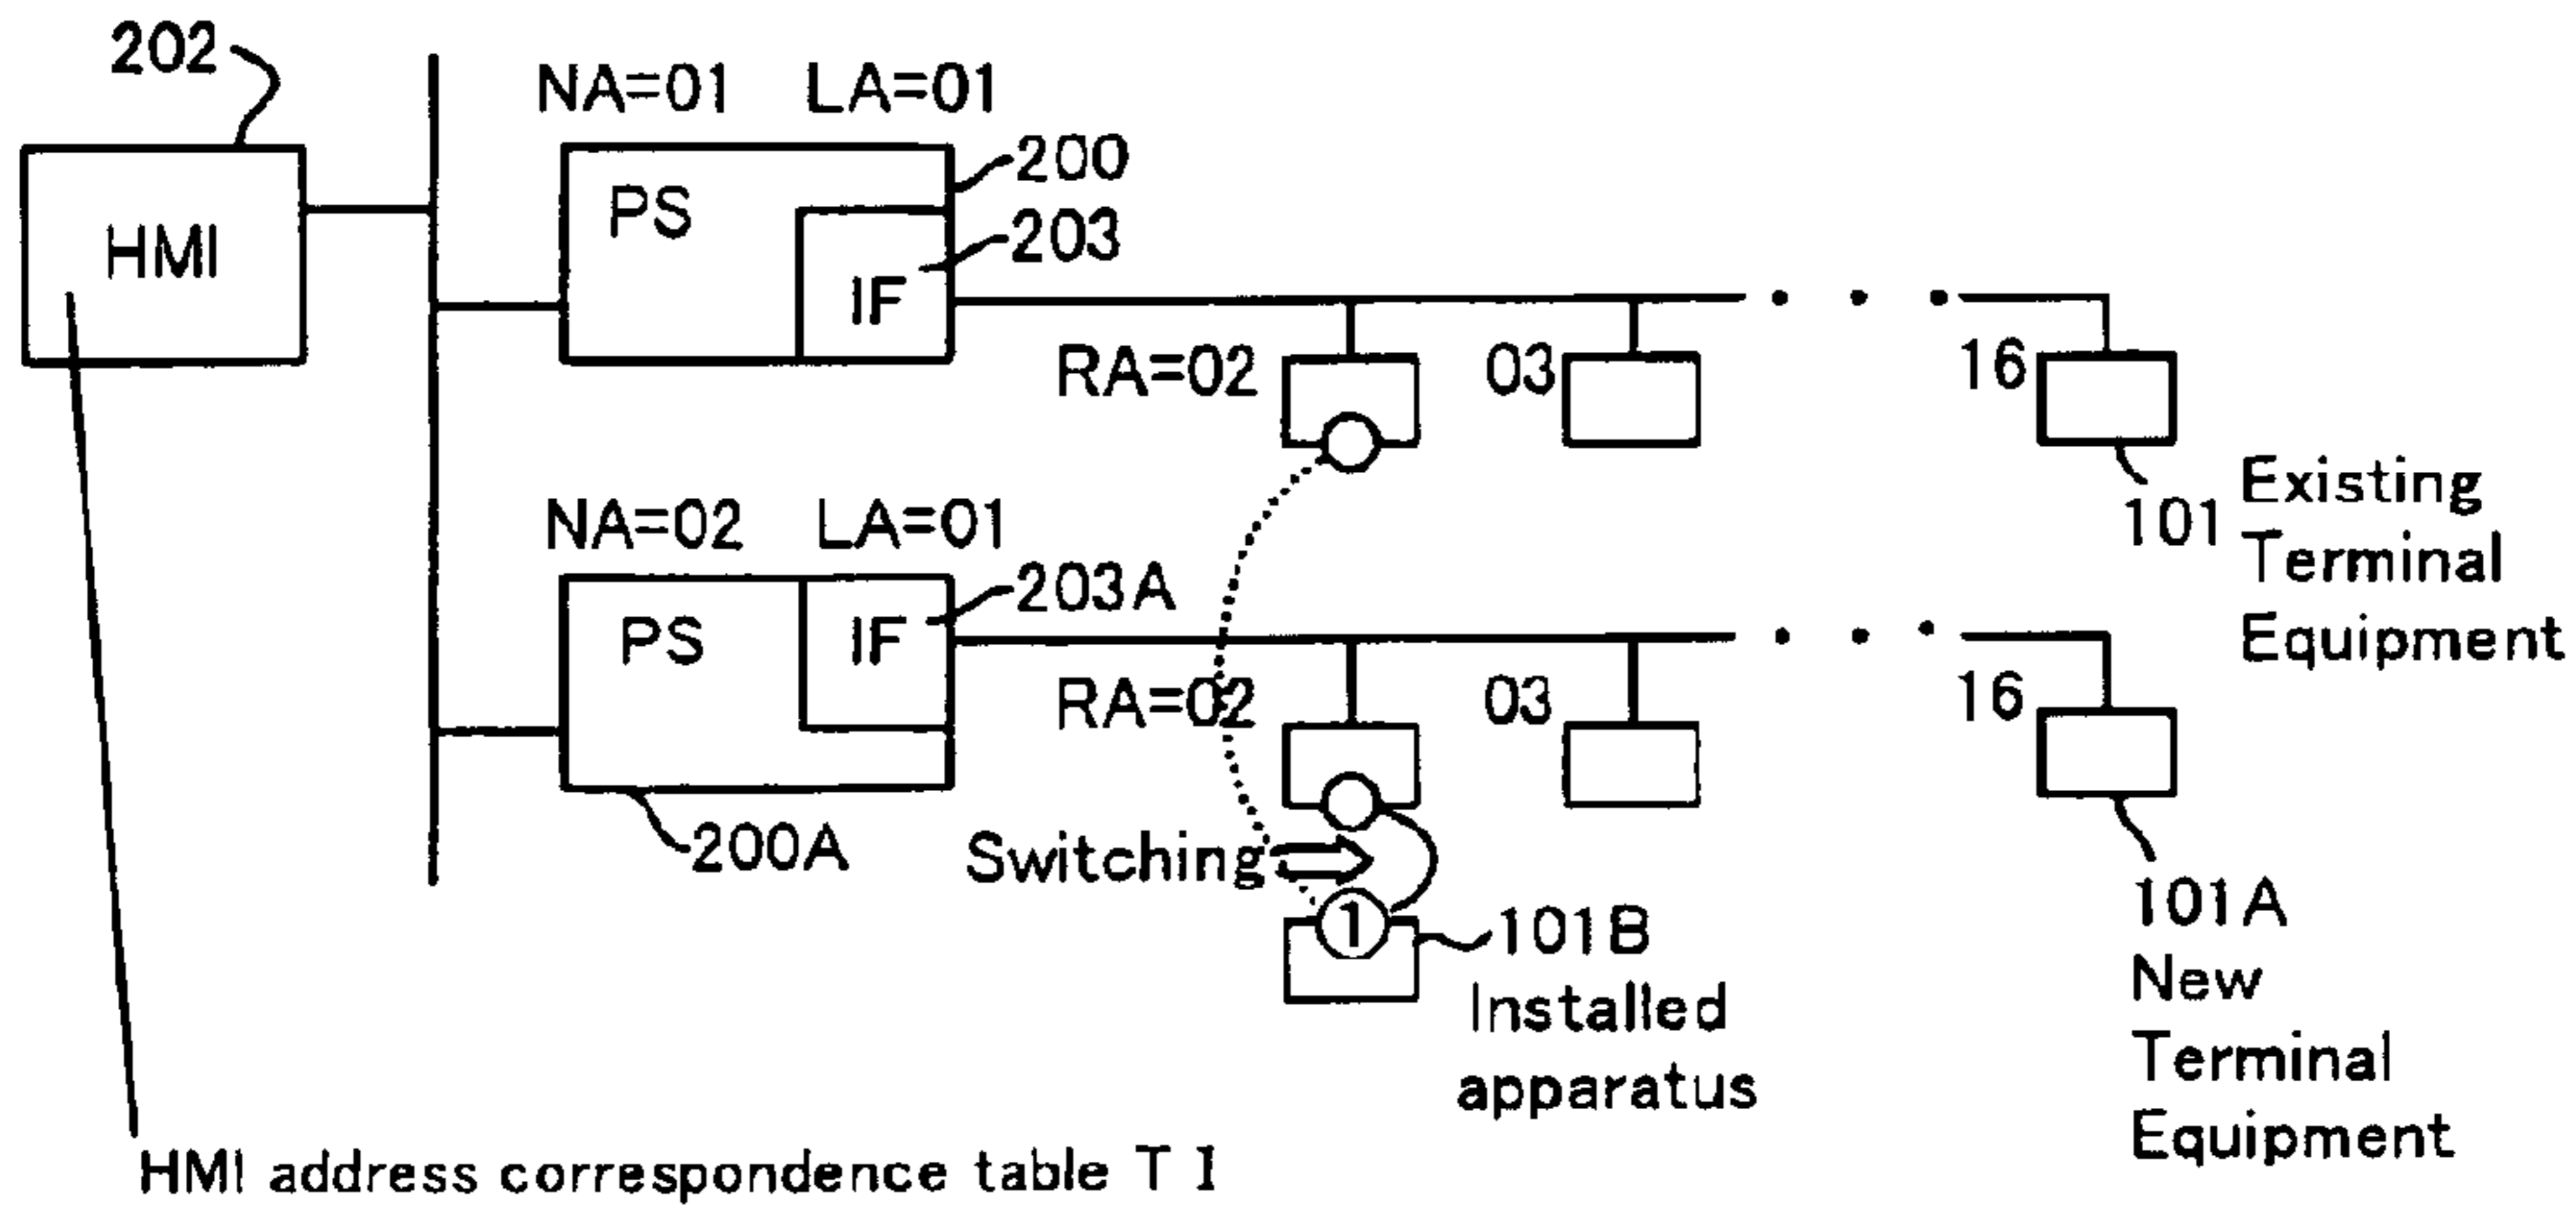 202
NA=01 LA=01
200
PS
203
HMI
IF
RA=02
03
16
101
Existing
Terminal
Equipment
NA=02 LA=01
203A
PS
IF
RA=02
03
16
200A
Switching
1
101B
Installed
apparatus
101A
New
Terminal
Equipment
HMI address correspondence table T I